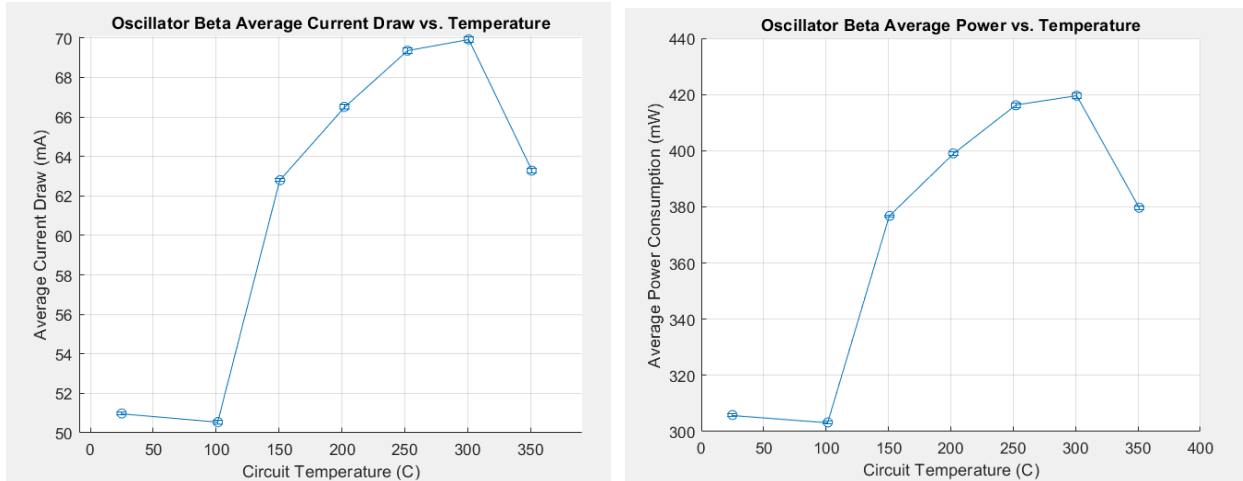 Oscillator Beta Average Current Draw vs. Temperature
70
68
66
64
62
60
58
56
54
52
50
Average Current Draw (mA)
0 50 100 150 200 250 300 350
Circuit Temperature (C)
Oscillator Beta Average Power vs. Temperature
440
420
400
380
360
340
320
300
Average Power Consumption (mW)
0 50 100 150 200 250 300 350 400
Circuit Temperature (C)